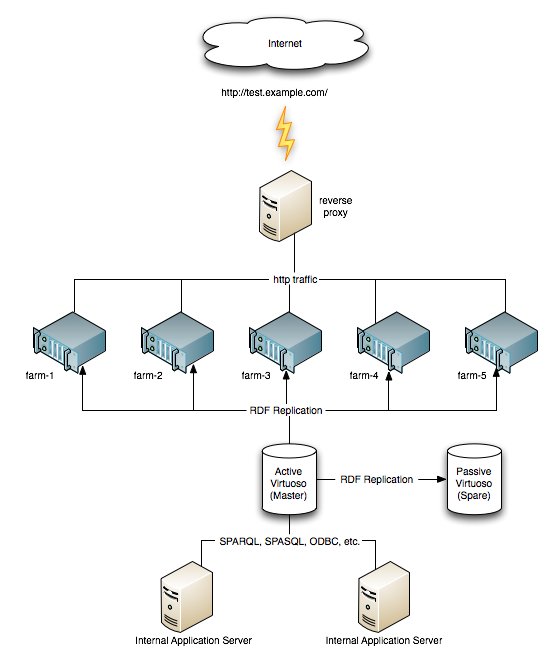 Internet
http://test.example.com/
reverse
proxy
http traffic
farm-1
farm-2
farm-3
farm-4
farm-5
RDF Replication
Active
Virtuoso
(Master)
RDF Replication
Passive
Virtuoso
(Spare)
SPARQL, SPASQL, ODBC, etc.
Internal Application Server
Internal Application Server